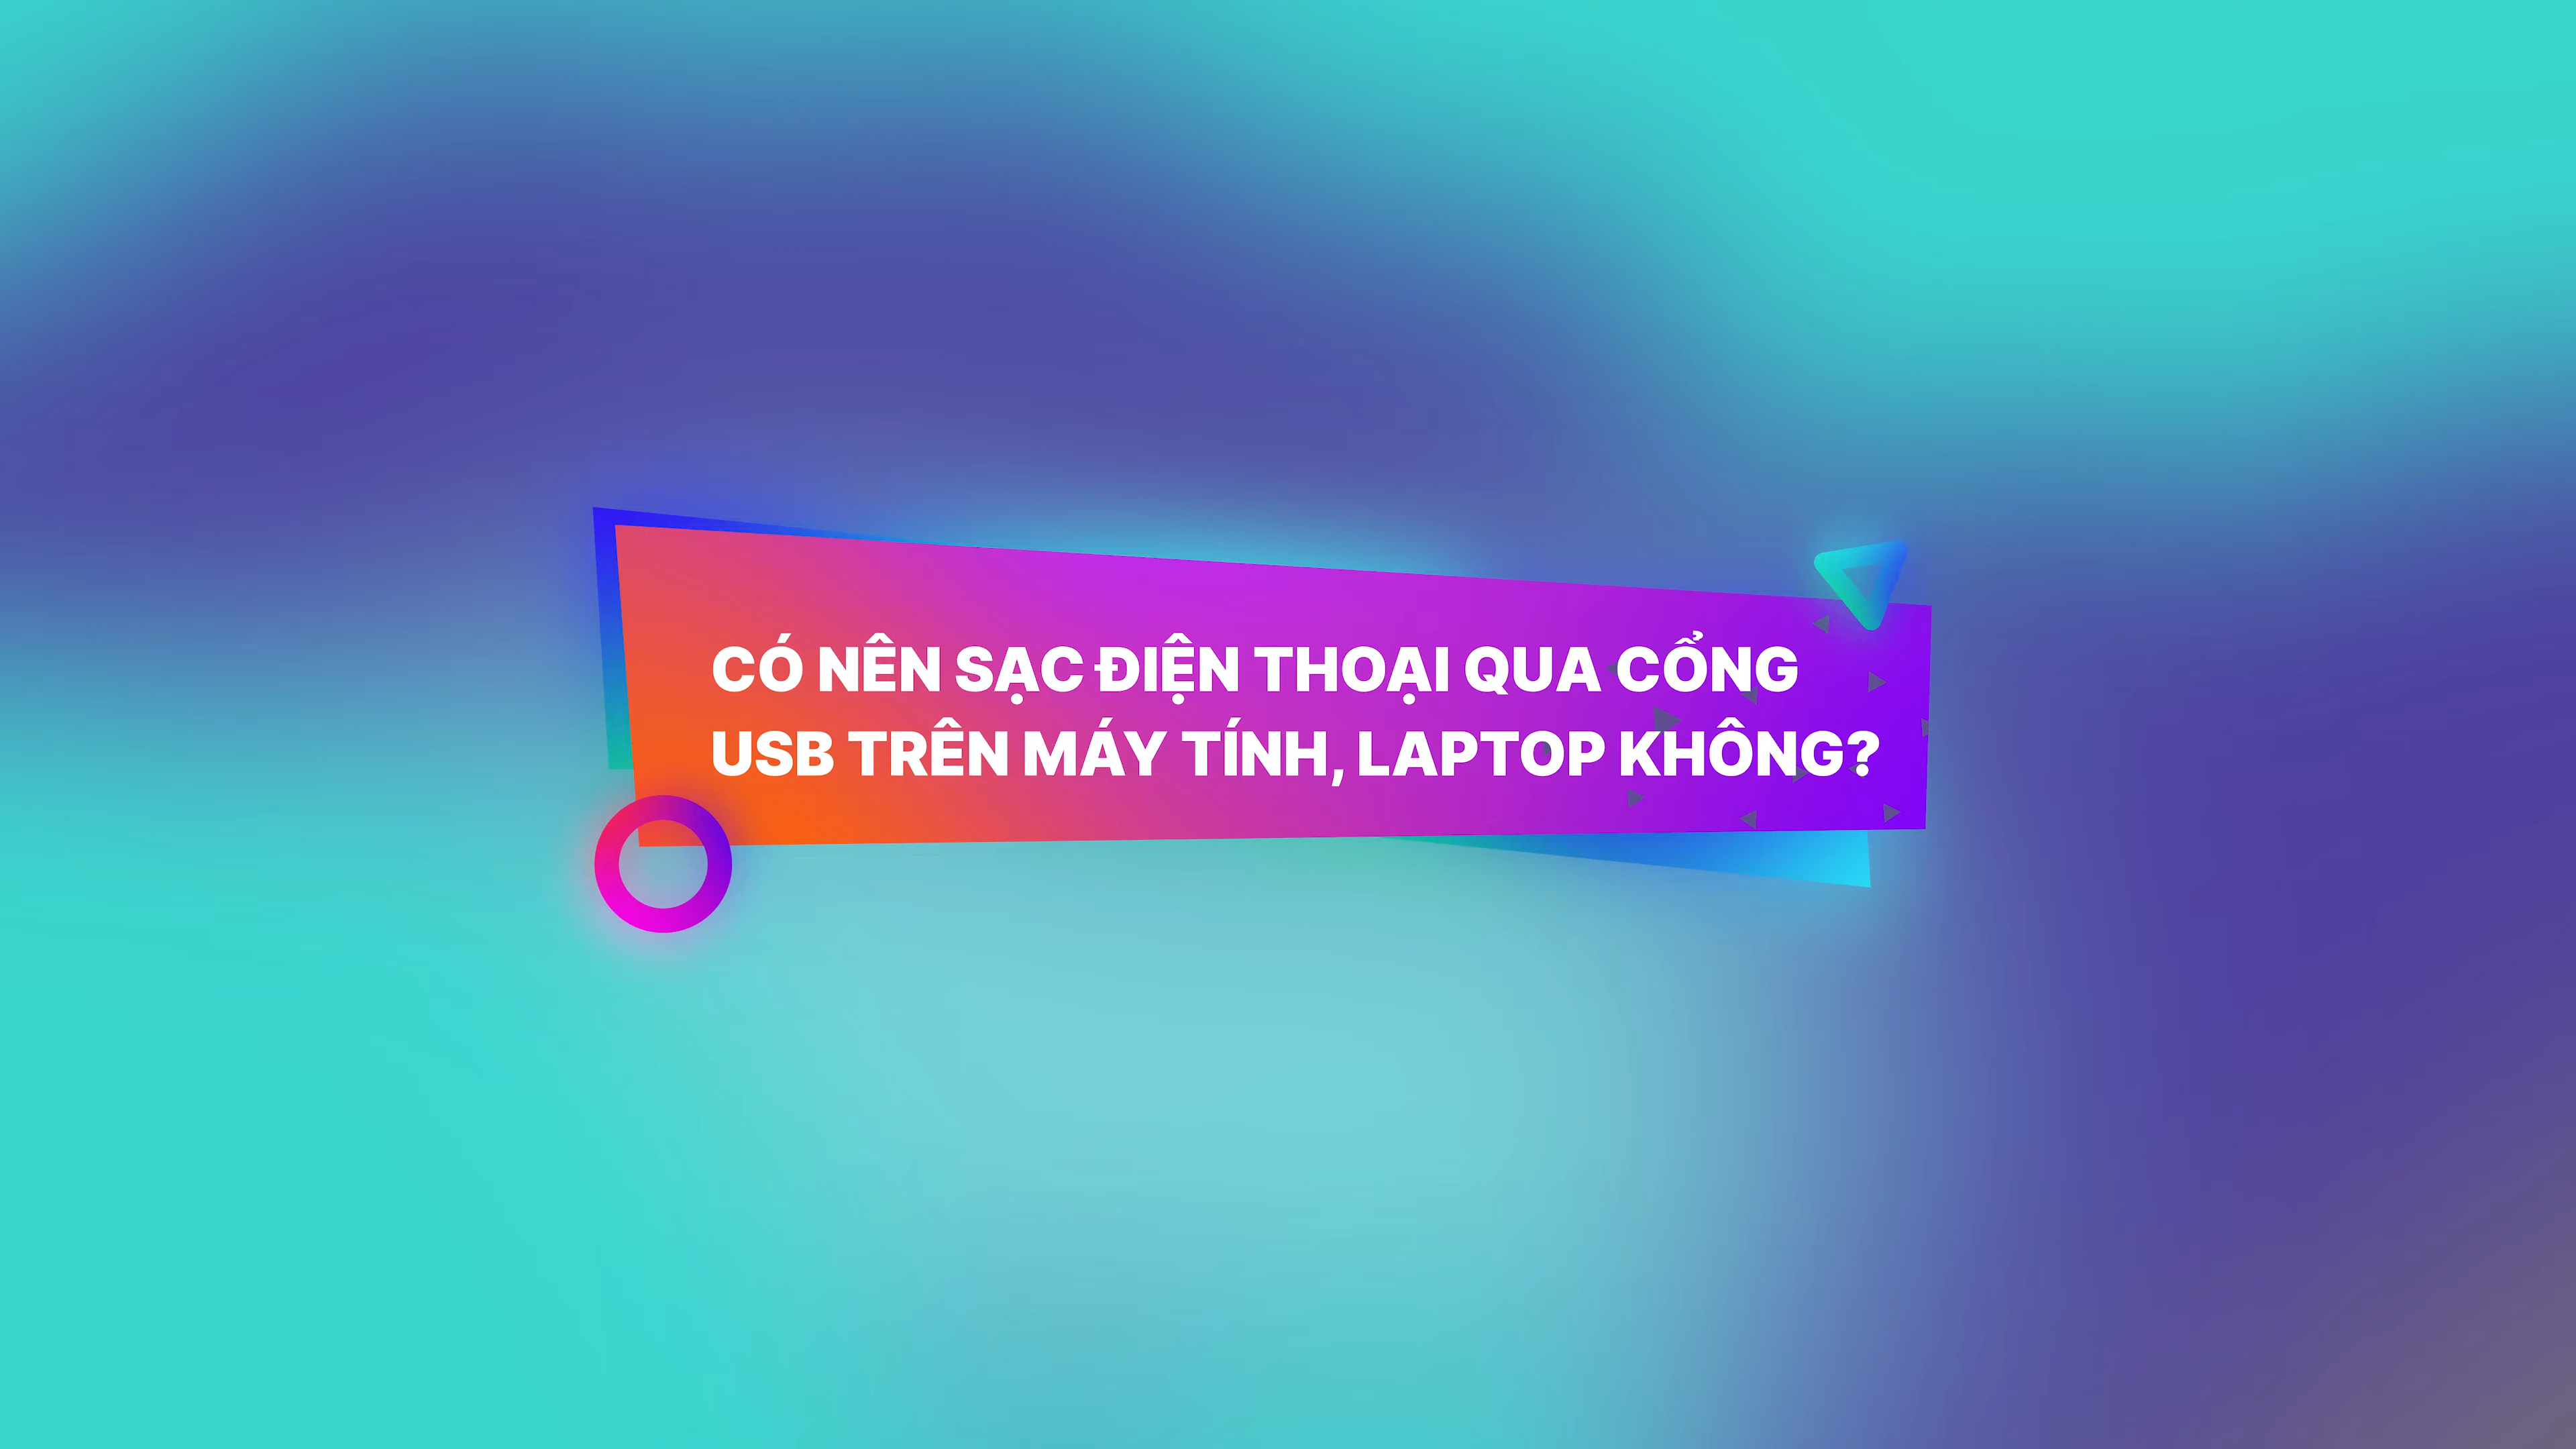 CÓ NÊN SẠC ĐIỆN THOẠI QUA CỔNG
USB TRÊN MÁY TÍNH, LAPTOP KHÔNG?